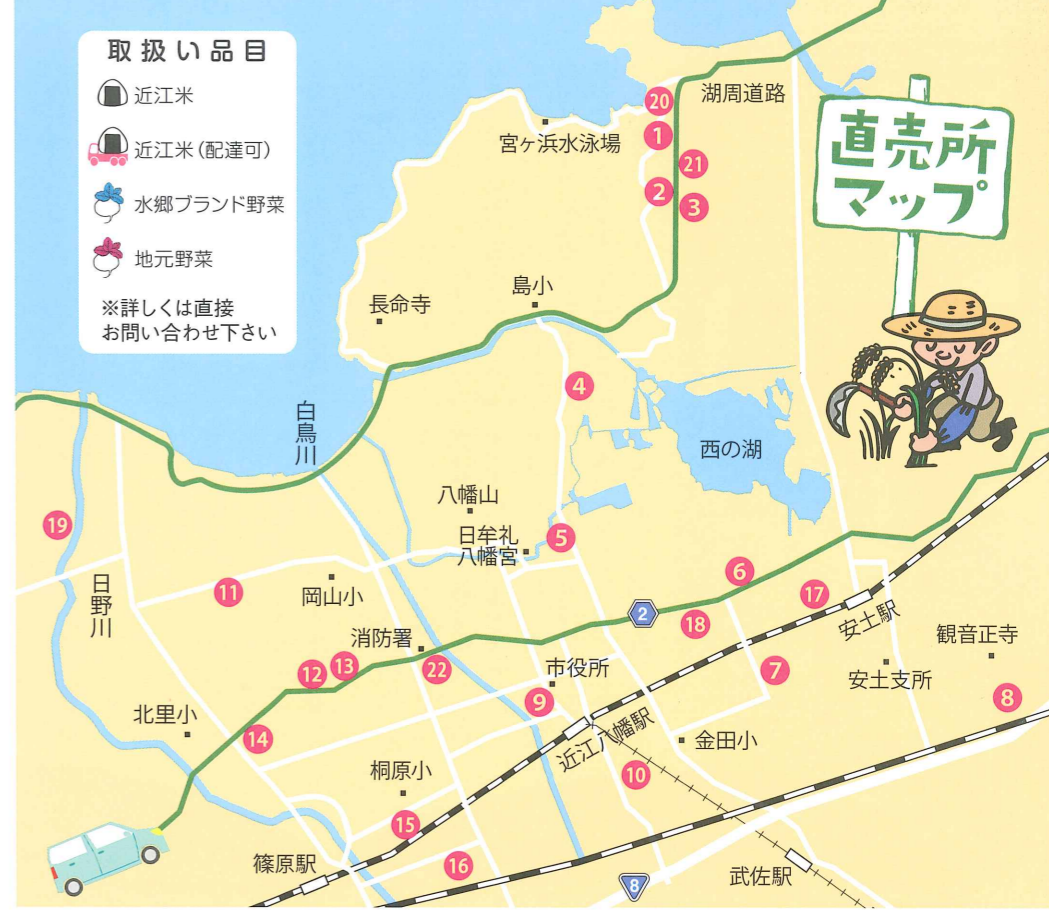 取扱い品目
近江米
近江米(配達可)
水郷ブランド野菜
地元野菜
※詳しくは直接
お問い合わせ下さい
直売所
マップ
湖周道路
20
宮ヶ浜水泳場
1
21
2
3
島小
長命寺
4
白鳥川
西の湖
八幡山
19
日牟礼
八幡宮
5
日野川
11
岡山小
6
17
2
18
安土駅
消防署
観音正寺
12
13
22
市役所
7
安土支所
8
9
北里小
14
近江八幡駅
金田小
桐原小
10
15
篠原駅
16
武佐駅
8